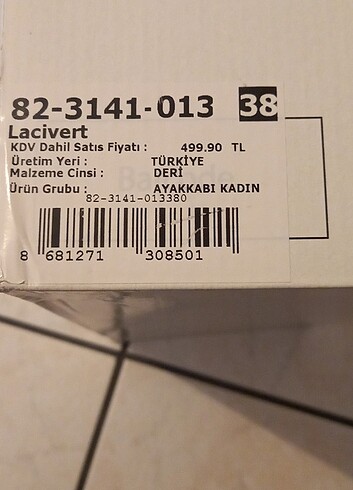 82-3141-013 38
Lacivert
KDV Dahil Satıs Fiyatı : 499.90 TL
Üretim Yeri : TÜRKİYE
Malzeme Cinsi : DERİ
Ürün Grubu : AYAKKABI KADIN
82-3141-013380
8 681271 308501